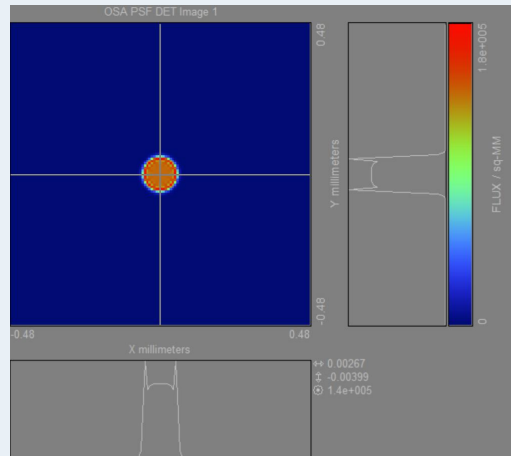 OSA PSF DET Image 1
0.48
Y millimeters
-0.48
1.8e+005
FLUX / sq-MM
0
-0.48
0.48
X millimeters
0.00267
-0.00399
1.4e+005